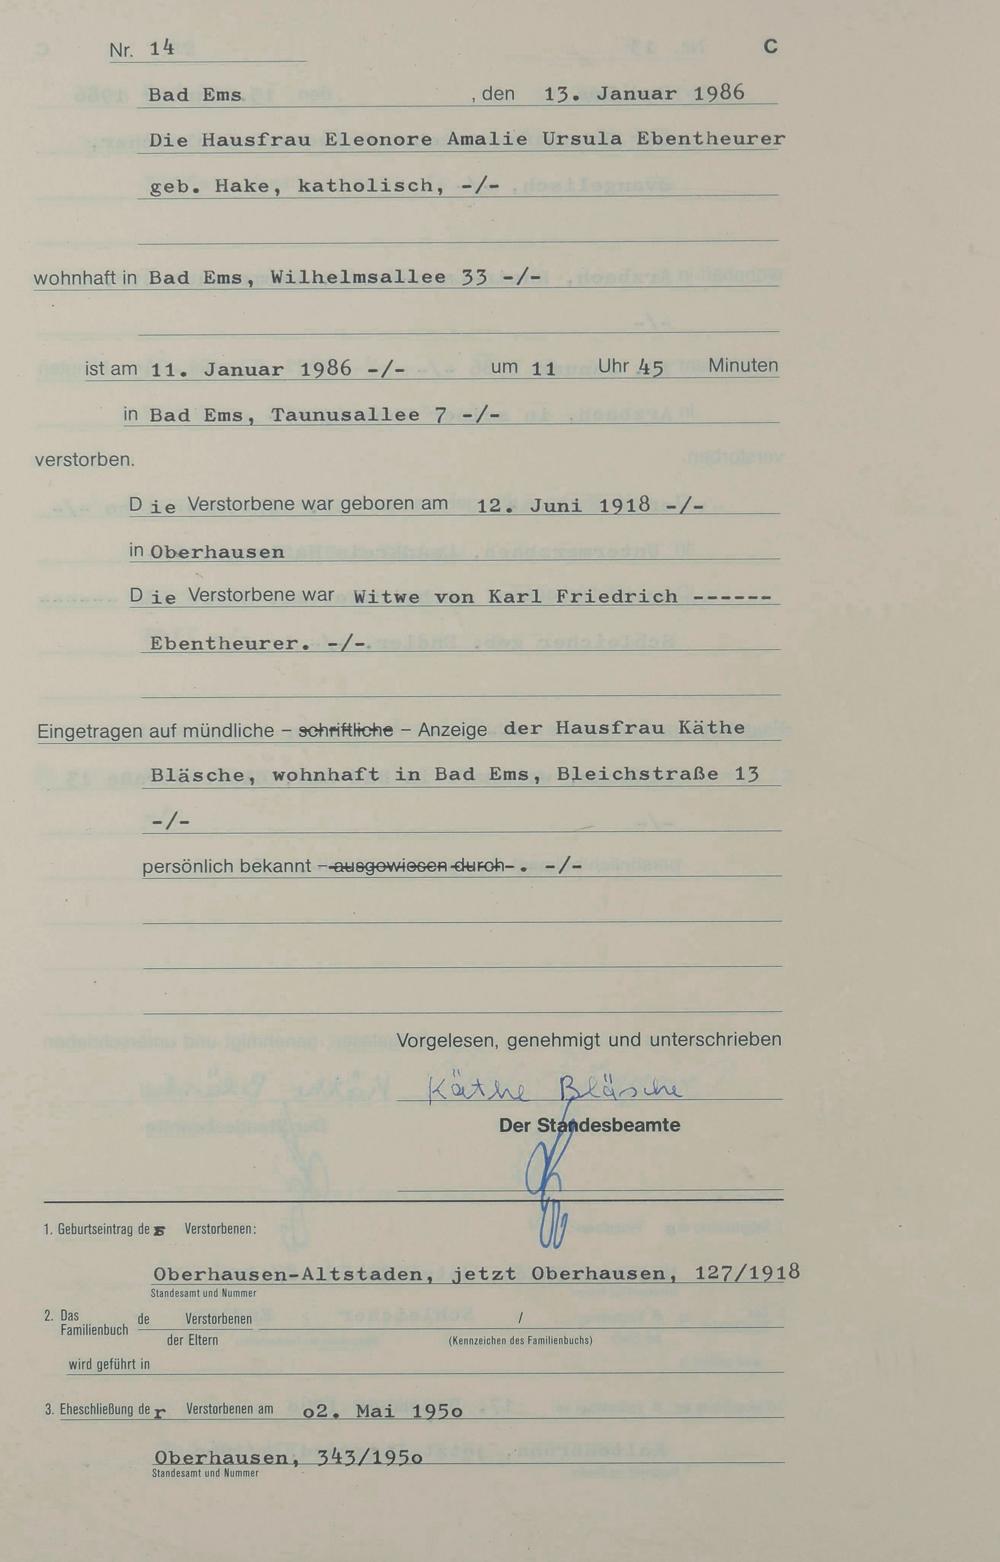 Nr. 14 C
Bad Ems , den 13. Januar 1986
Die Hausfrau Eleonore Amalie Ursula Ebentheurer
geb. Hake, katholisch, -/-
wohnhaft in Bad Ems, Wilhelmsallee 33 -/-
ist am 11. Januar 1986 -/- um 11 Uhr 45 Minuten
in Bad Ems, Taunusallee 7 -/-
verstorben.
D ie Verstorbene war geboren am 12. Juni 1918 -/-
in Oberhausen
D ie Verstorbene war Witwe von Karl Friedrich ------
Ebentheurer. -/-
Eingetragen auf mündliche – schriftliche – Anzeige der Hausfrau Käthe
Bläsche, wohnhaft in Bad Ems, Bleichstraße 13
-/-
persönlich bekannt – ausgewiesen durch – . -/-
Vorgelesen, genehmigt und unterschrieben
Käthe Bläsche
Der Standesbeamte
1. Geburtseintrag der Verstorbenen:
Oberhausen-Altstaden, jetzt Oberhausen, 127/1918
Standesamt und Nummer
2. Das Familienbuch de Verstorbenen /
der Eltern (Kennzeichen des Familienbuchs)
wird geführt in
3. Eheschließung der Verstorbenen am o2. Mai 195o
Oberhausen, 343/195o
Standesamt und Nummer